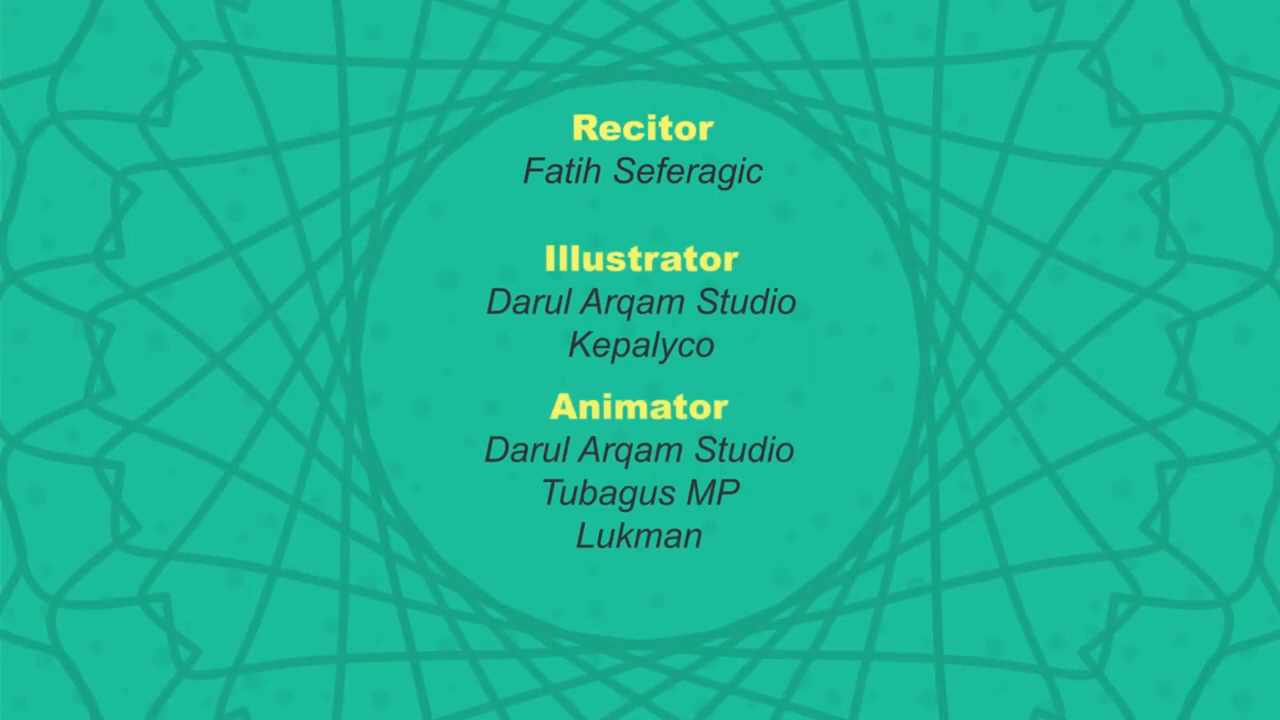 Recitor
Fatih Seferagic
Illustrator
Darul Arqam Studio
Kepalyco
Animator
Darul Arqam Studio
Tubagus MP
Lukman